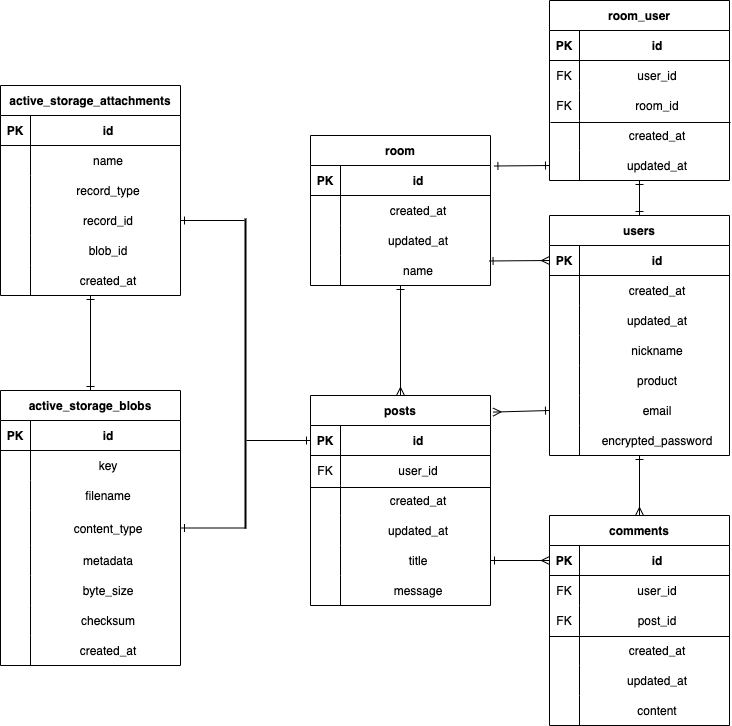 active_storage_attachments
PK id
name
record_type
record_id
blob_id
created_at
active_storage_blobs
PK id
key
filename
content_type
metadata
byte_size
checksum
created_at
room
PK id
created_at
updated_at
name
posts
PK id
FK user_id
created_at
updated_at
title
message
room_user
PK id
FK user_id
FK room_id
created_at
updated_at
users
PK id
created_at
updated_at
nickname
product
email
encrypted_password
comments
PK id
FK user_id
FK post_id
created_at
updated_at
content